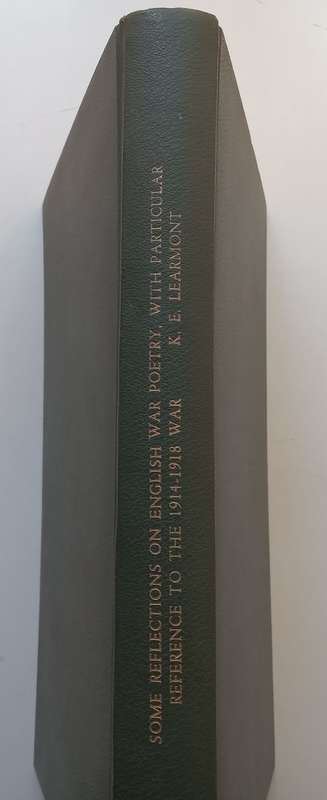 SOME REFLECTIONS ON ENGLISH WAR POETRY, WITH PARTICULAR
REFERENCE TO THE 1914-1918 WAR K. E. LEARMONT